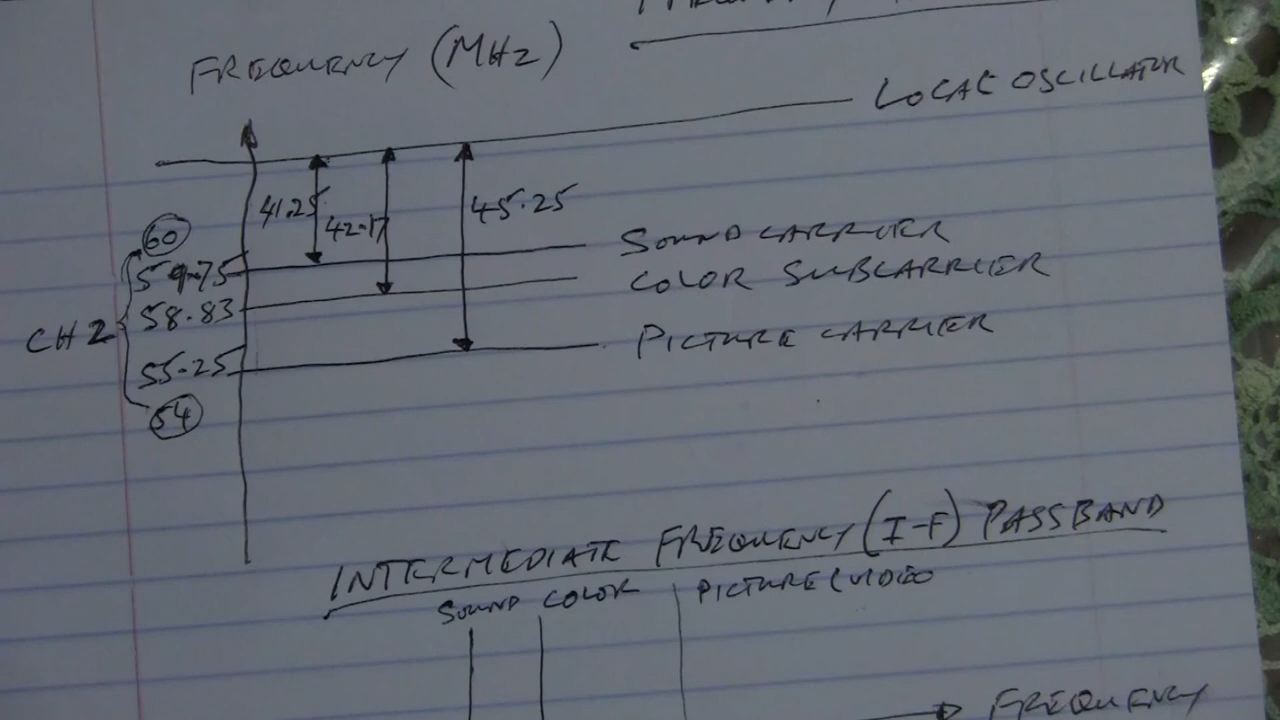 FREQUENCY (MHz)
LOCAL OSCILLATOR
41.25
42.17
45.25
60
59.75
SOUND CARRIER
58.83
COLOR SUBCARRIER
CH 2
55.25
PICTURE CARRIER
54
INTERMEDIATE FREQUENCY (I-F) PASSBAND
SOUND COLOR PICTURE (VIDEO
FREQUENCY